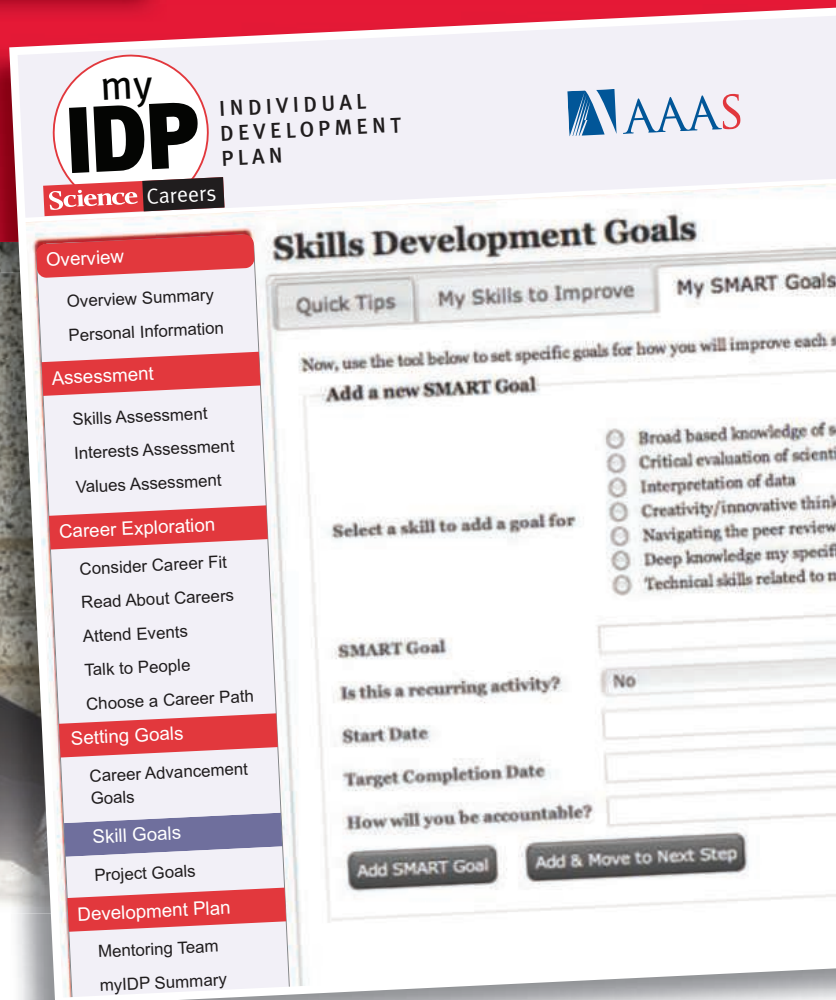 my
IDP
INDIVIDUAL
DEVELOPMENT
PLAN
Science Careers
AAAS
Overview
Overview Summary
Personal Information
Assessment
Skills Assessment
Interests Assessment
Values Assessment
Career Exploration
Consider Career Fit
Read About Careers
Attend Events
Talk to People
Choose a Career Path
Setting Goals
Career Advancement
Goals
Skill Goals
Project Goals
Development Plan
Mentoring Team
myIDP Summary
Skills Development Goals
Quick Tips
My Skills to Improve
My SMART Goals
Now, use the tool below to set specific goals for how you will improve each
Add a new SMART Goal
Select a skill to add a goal for
Broad based knowledge of
Critical evaluation of
Interpretation of data
Creativity/innovative
Navigating the peer
Deep knowledge my
Technical skills related to
SMART Goal
Is this a recurring activity?
No
Start Date
Target Completion Date
How will you be accountable?
Add SMART Goal
Add & Move to Next Step